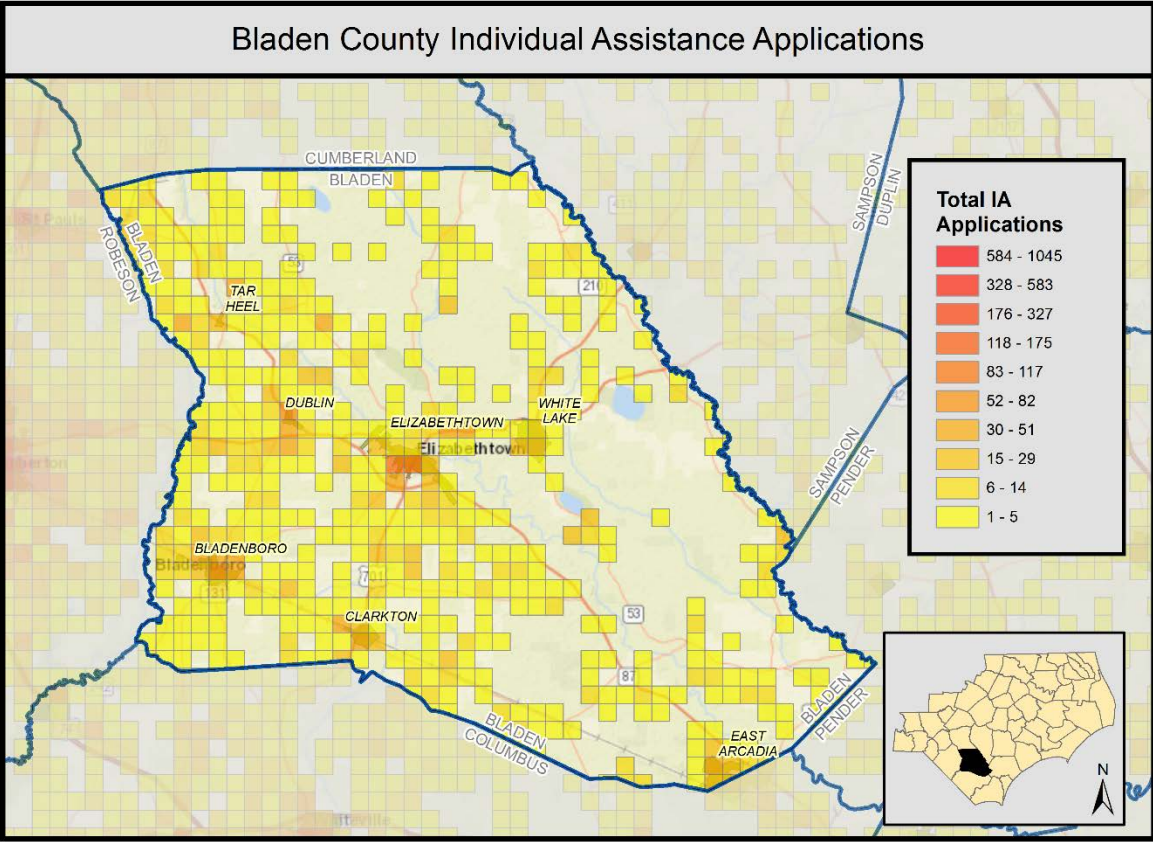 Bladen County Individual Assistance Applications
CUMBERLAND
BLADEN
SAMPSON
DUPLIN
St Pauls
BLADEN
ROBESON
53
210
TAR
HEEL
DUBLIN
ELIZABETHTOWN
Elizabethtown
WHITE
LAKE
SAMPSON
PENDER
BLADENBORO
Bladenboro
131
701
CLARKTON
53
87
BLADEN
COLUMBUS
EAST
ARCADIA
BLADEN
PENDER
Total IA
Applications
584 - 1045
328 - 583
176 - 327
118 - 175
83 - 117
52 - 82
30 - 51
15 - 29
6 - 14
1 - 5
N